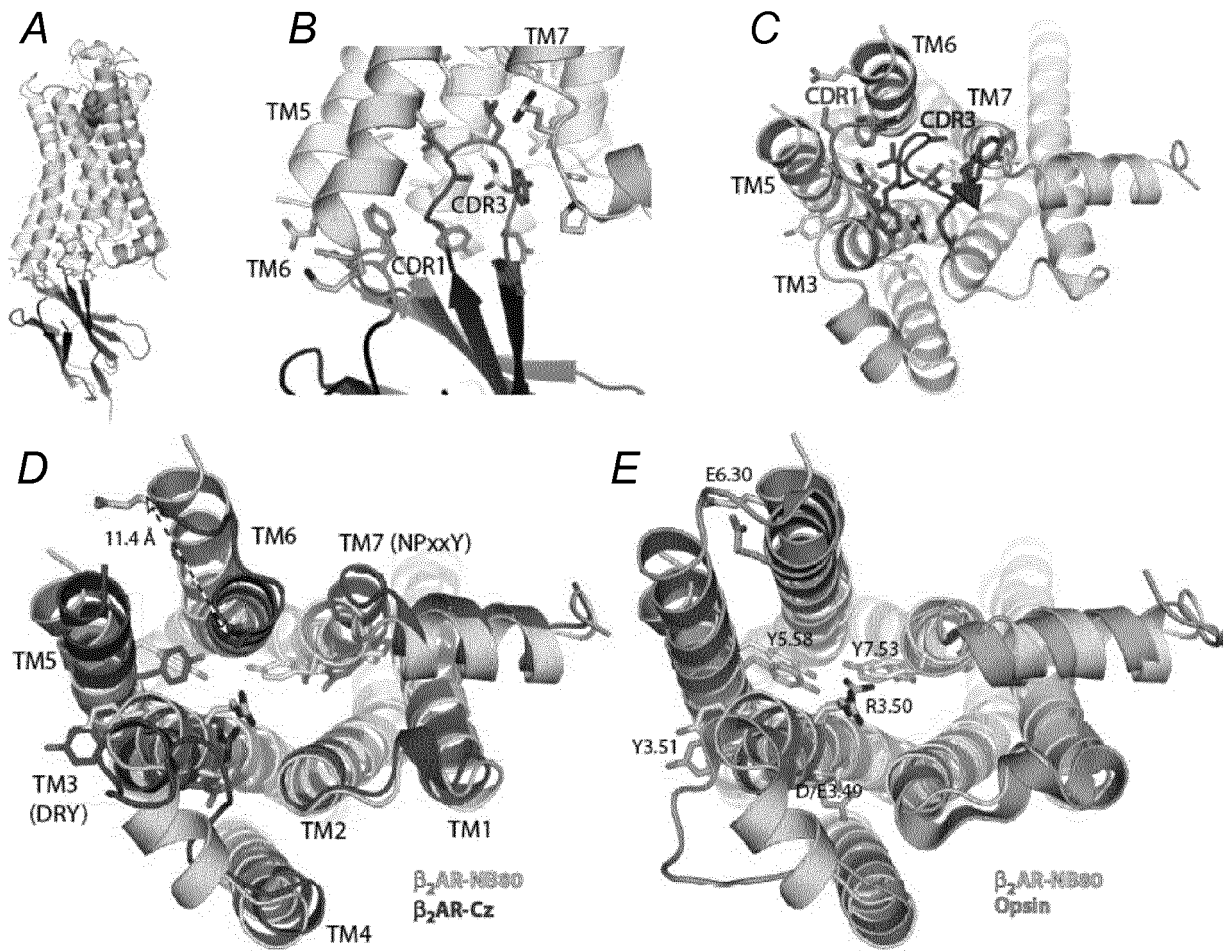 A
B
TM7
TM5
CDR3
TM6
CDR1
C
TM6
CDR1
TM7
CDR3
TM5
TM3
D
11.4 Å
TM6
TM7 (NPxxY)
TM5
TM3
(DRY)
TM2
TM1
TM4
β₂AR-NB80
β₂AR-Cz
E
E6.30
Y5.58
Y7.53
R3.50
Y3.51
D/E3.49
β₂AR-NB80
Opsin